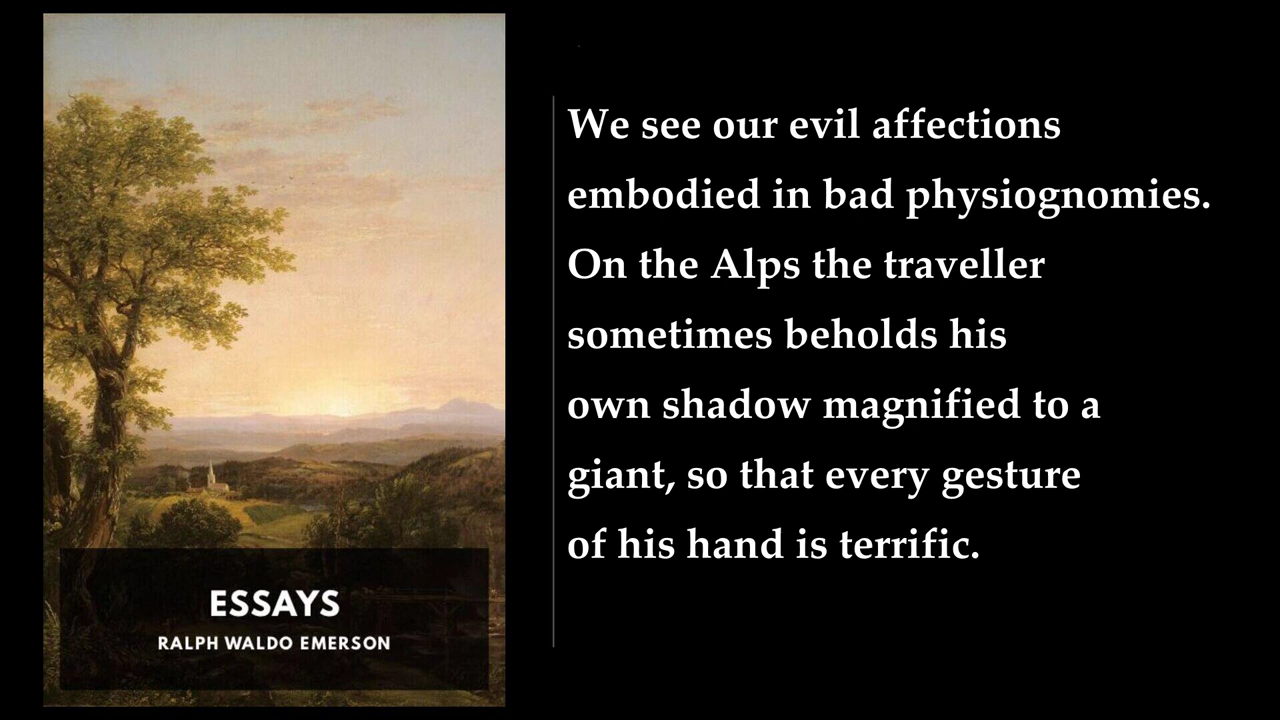 ESSAYS
RALPH WALDO EMERSON
We see our evil affections
embodied in bad physiognomies.
On the Alps the traveller
sometimes beholds his
own shadow magnified to a
giant, so that every gesture
of his hand is terrific.